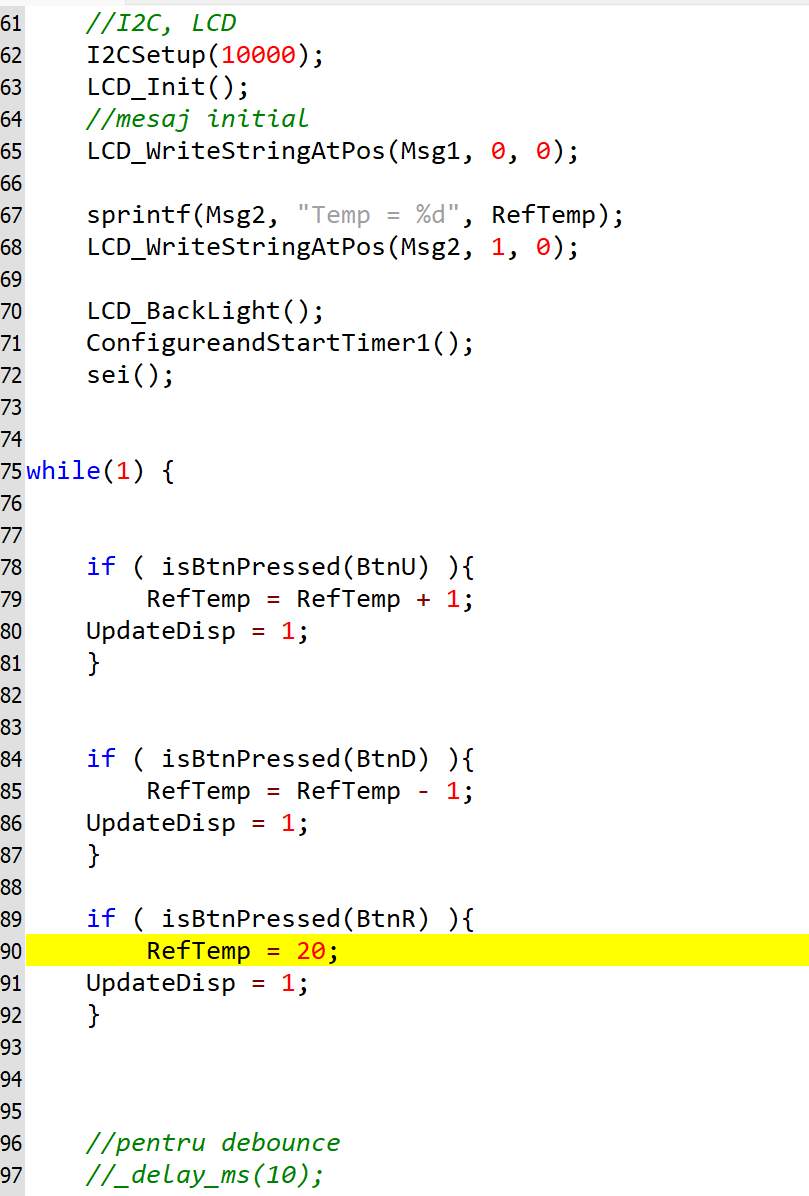 61    //I2C, LCD
62    I2CSetup(10000);
63    LCD_Init();
64    //mesaj initial
65    LCD_WriteStringAtPos(Msg1, 0, 0);
66
67    sprintf(Msg2, "Temp = %d", RefTemp);
68    LCD_WriteStringAtPos(Msg2, 1, 0);
69
70    LCD_BackLight();
71    ConfigureandStartTimer1();
72    sei();
73
74
75while(1) {
76
77
78    if ( isBtnPressed(BtnU) ){
79        RefTemp = RefTemp + 1;
80    UpdateDisp = 1;
81    }
82
83
84    if ( isBtnPressed(BtnD) ){
85        RefTemp = RefTemp - 1;
86    UpdateDisp = 1;
87    }
88
89    if ( isBtnPressed(BtnR) ){
90        RefTemp = 20;
91    UpdateDisp = 1;
92    }
93
94
95
96    //pentru debounce
97    //_delay_ms(10);